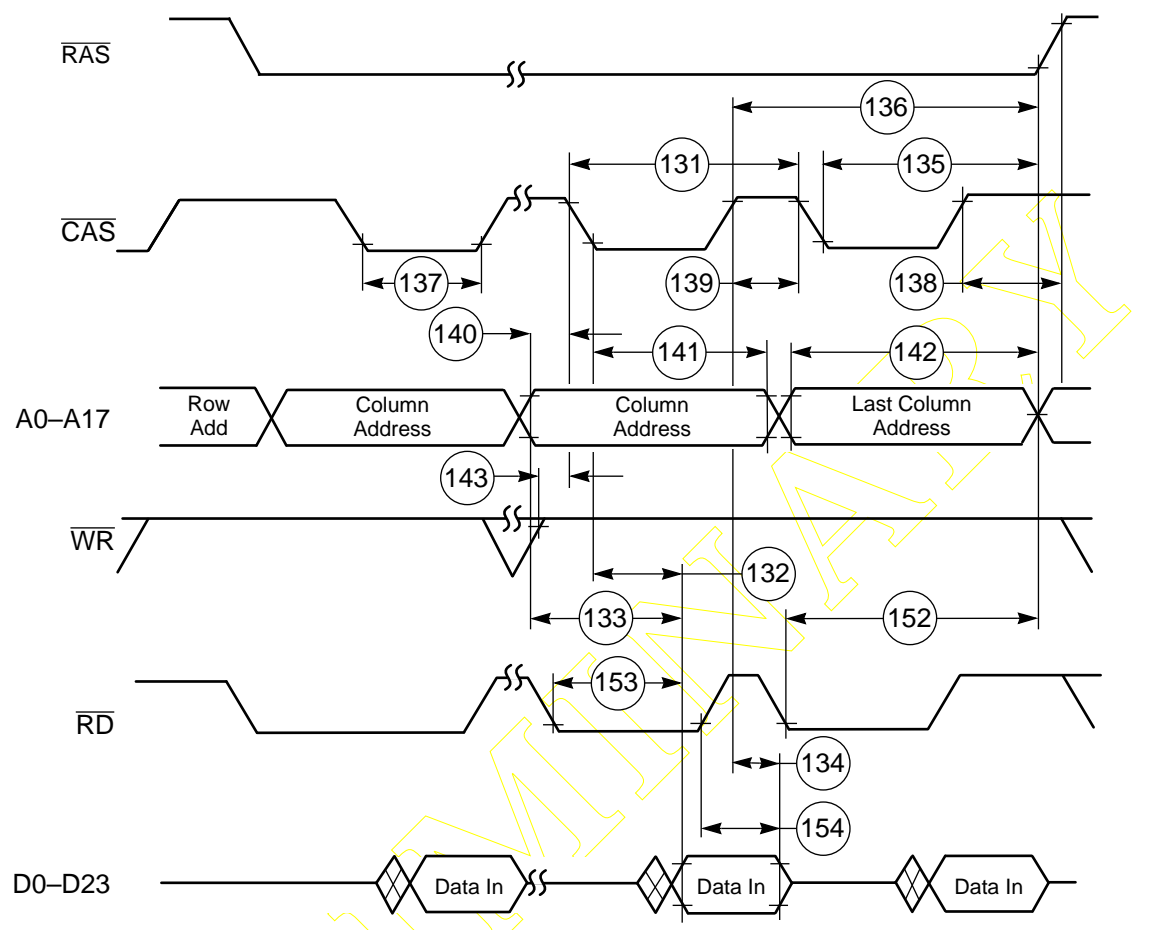 RAS
136
131
135
CAS
137
139
138
140
141
142
A0–A17
Row
Add
Column
Address
Column
Address
Last Column
Address
143
WR
132
133
152
153
RD
134
154
D0–D23
Data In
Data In
Data In